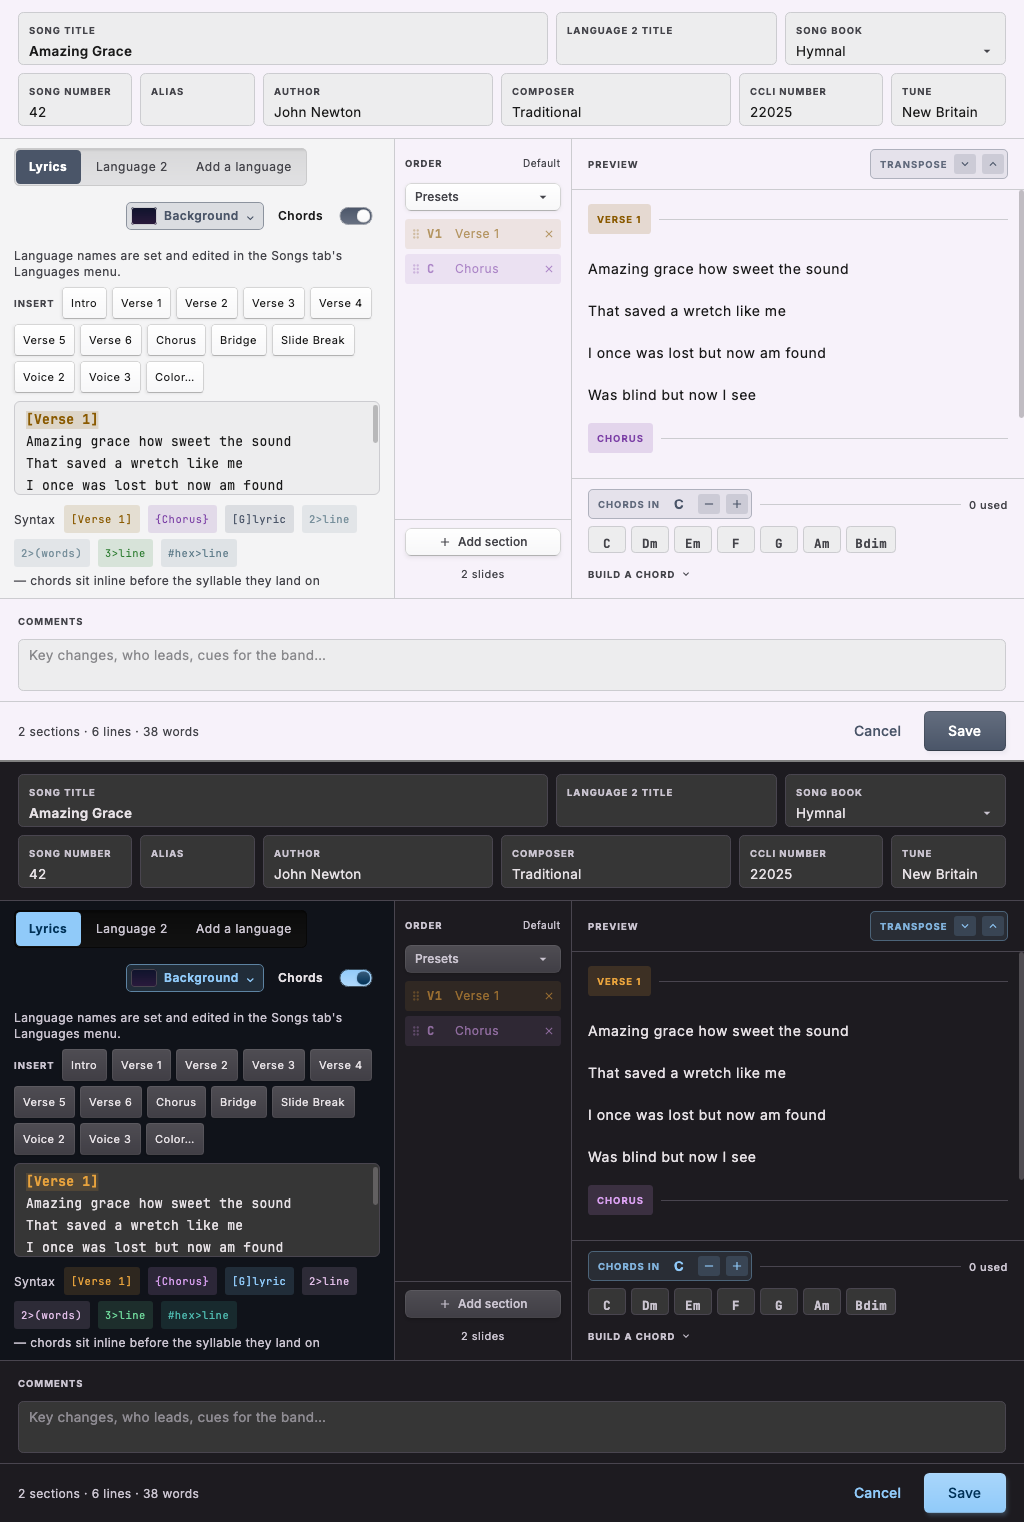 SONG TITLE
Amazing Grace
LANGUAGE 2 TITLE
SONG BOOK
Hymnal
SONG NUMBER
42
ALIAS
AUTHOR
John Newton
COMPOSER
Traditional
CCLI NUMBER
22025
TUNE
New Britain
Lyrics Language 2 Add a language
Background Chords
Language names are set and edited in the Songs tab's
Languages menu.
INSERT Intro Verse 1 Verse 2 Verse 3 Verse 4
Verse 5 Verse 6 Chorus Bridge Slide Break
Voice 2 Voice 3 Color...
[Verse 1]
Amazing grace how sweet the sound
That saved a wretch like me
I once was lost but now am found
Syntax [Verse 1] {Chorus} [G]lyric 2>line
2>(words) 3>line #hex>line
— chords sit inline before the syllable they land on
ORDER Default
Presets
V1 Verse 1 ×
C Chorus ×
+ Add section
2 slides
PREVIEW TRANSPOSE
VERSE 1
Amazing grace how sweet the sound
That saved a wretch like me
I once was lost but now am found
Was blind but now I see
CHORUS
CHORDS IN C − + 0 used
C Dm Em F G Am Bdim
BUILD A CHORD
COMMENTS
Key changes, who leads, cues for the band...
2 sections · 6 lines · 38 words Cancel Save
SONG TITLE
Amazing Grace
LANGUAGE 2 TITLE
SONG BOOK
Hymnal
SONG NUMBER
42
ALIAS
AUTHOR
John Newton
COMPOSER
Traditional
CCLI NUMBER
22025
TUNE
New Britain
Lyrics Language 2 Add a language
Background Chords
Language names are set and edited in the Songs tab's
Languages menu.
INSERT Intro Verse 1 Verse 2 Verse 3 Verse 4
Verse 5 Verse 6 Chorus Bridge Slide Break
Voice 2 Voice 3 Color...
[Verse 1]
Amazing grace how sweet the sound
That saved a wretch like me
I once was lost but now am found
Syntax [Verse 1] {Chorus} [G]lyric 2>line
2>(words) 3>line #hex>line
— chords sit inline before the syllable they land on
ORDER Default
Presets
V1 Verse 1 ×
C Chorus ×
+ Add section
2 slides
PREVIEW TRANSPOSE
VERSE 1
Amazing grace how sweet the sound
That saved a wretch like me
I once was lost but now am found
Was blind but now I see
CHORUS
CHORDS IN C − + 0 used
C Dm Em F G Am Bdim
BUILD A CHORD
COMMENTS
Key changes, who leads, cues for the band...
2 sections · 6 lines · 38 words Cancel Save